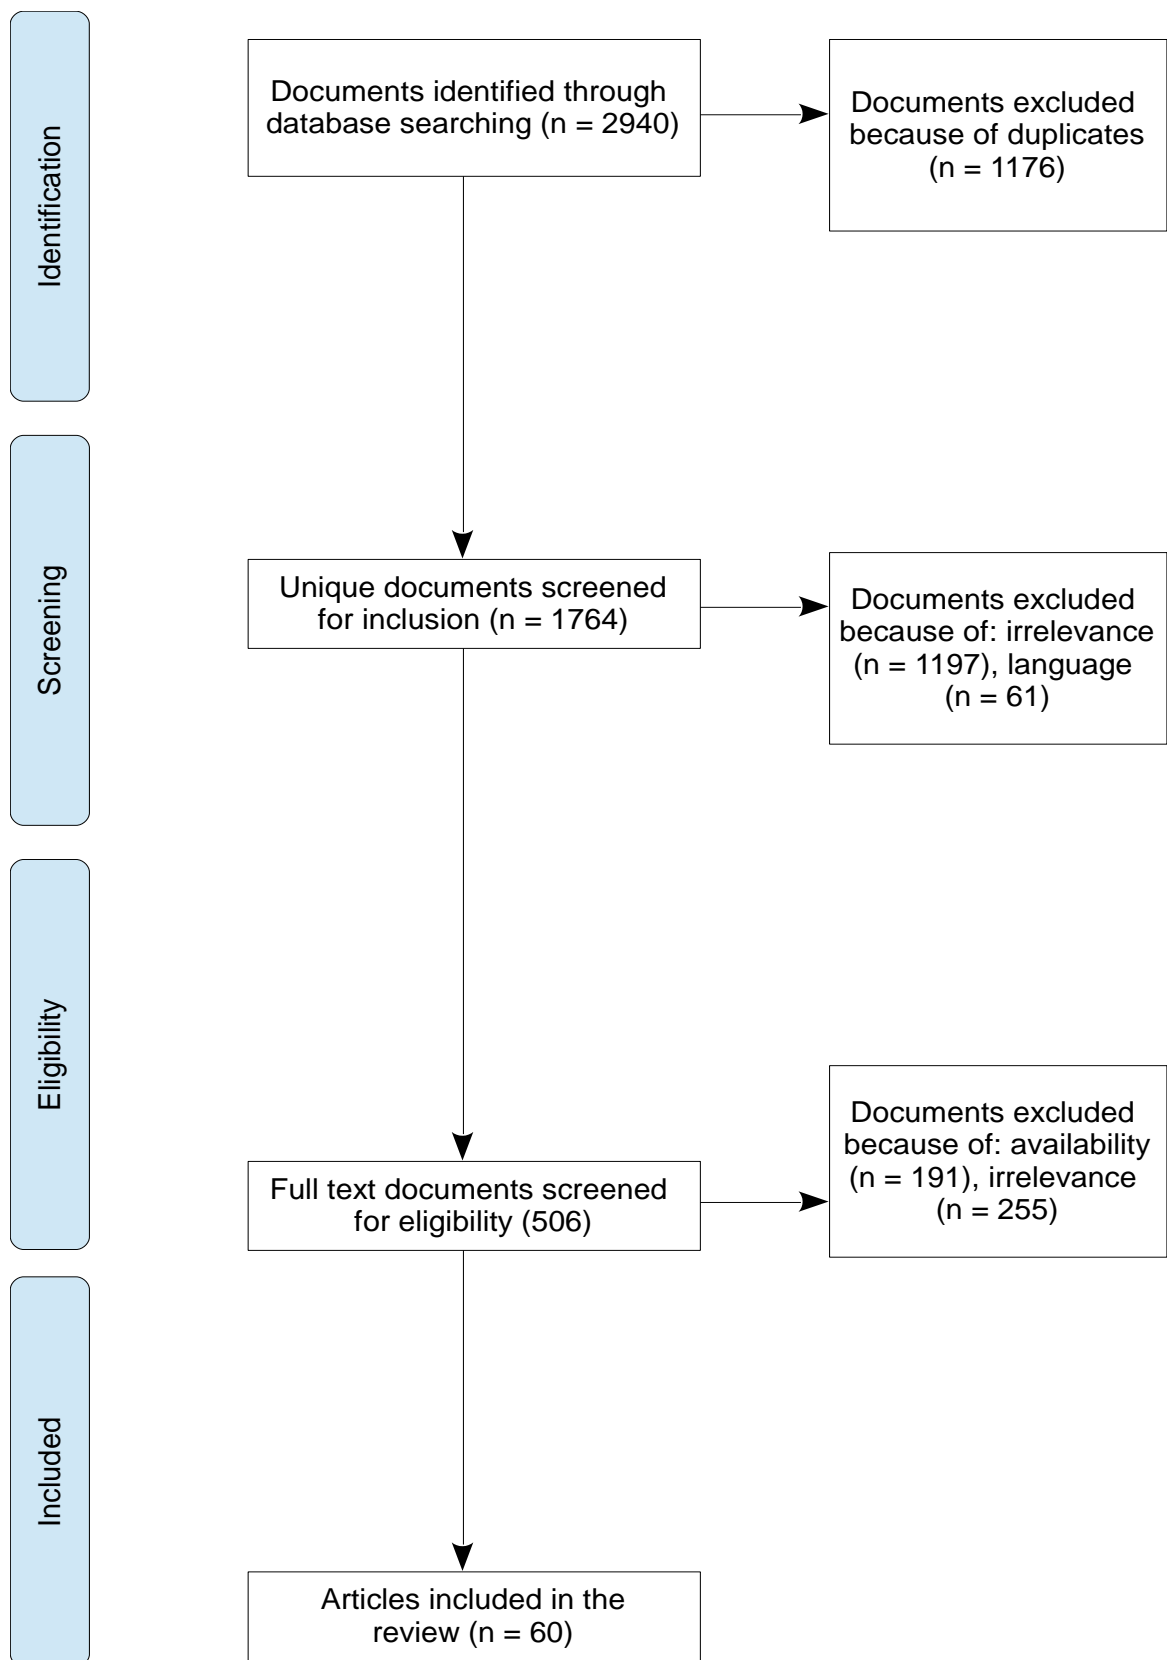 Identification
Documents identified through
database searching (n = 2940)
Documents excluded
because of duplicates
(n = 1176)
Screening
Unique documents screened
for inclusion (n = 1764)
Documents excluded
because of: irrelevance
(n = 1197), language
(n = 61)
Eligibility
Full text documents screened
for eligibility (506)
Documents excluded
because of: availability
(n = 191), irrelevance
(n = 255)
Included
Articles included in the
review (n = 60)